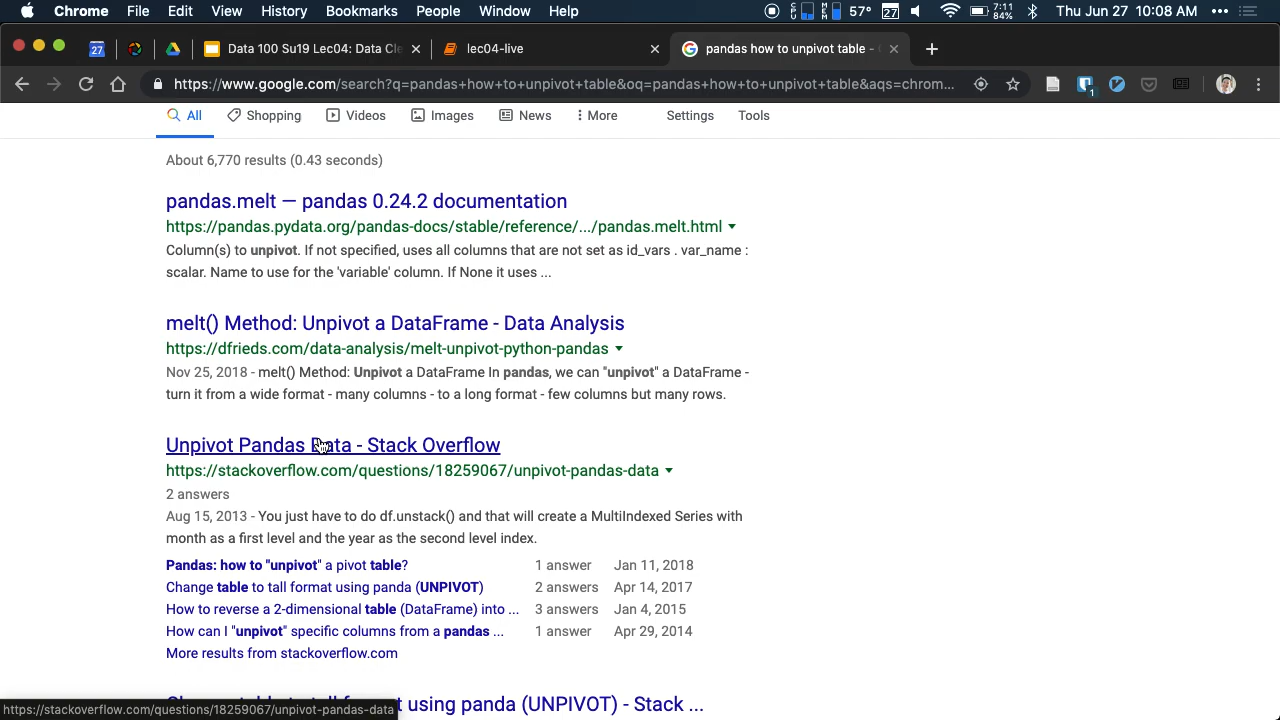 Chrome File Edit View History Bookmarks People Window Help 57° 27 7:11 84% Thu Jun 27 10:08 AM
27 Data 100 Su19 Lec04: Data Cle lec04-live pandas how to unpivot table -
https://www.google.com/search?q=pandas+how+to+unpivot+table&oq=pandas+how+to+unpivot+table&aqs=chrom... 1
All Shopping Videos Images News More Settings Tools
About 6,770 results (0.43 seconds)
pandas.melt — pandas 0.24.2 documentation
https://pandas.pydata.org/pandas-docs/stable/reference/.../pandas.melt.html
Column(s) to unpivot. If not specified, uses all columns that are not set as id_vars . var_name :
scalar. Name to use for the 'variable' column. If None it uses ...
melt() Method: Unpivot a DataFrame - Data Analysis
https://dfrieds.com/data-analysis/melt-unpivot-python-pandas
Nov 25, 2018 - melt() Method: Unpivot a DataFrame In pandas, we can "unpivot" a DataFrame -
turn it from a wide format - many columns - to a long format - few columns but many rows.
Unpivot Pandas Data - Stack Overflow
https://stackoverflow.com/questions/18259067/unpivot-pandas-data
2 answers
Aug 15, 2013 - You just have to do df.unstack() and that will create a MultiIndexed Series with
month as a first level and the year as the second level index.
Pandas: how to "unpivot" a pivot table? 1 answer Jan 11, 2018
Change table to tall format using panda (UNPIVOT) 2 answers Apr 14, 2017
How to reverse a 2-dimensional table (DataFrame) into ... 3 answers Jan 4, 2015
How can I "unpivot" specific columns from a pandas ... 1 answer Apr 29, 2014
More results from stackoverflow.com
using panda (UNPIVOT) - Stack ...
https://stackoverflow.com/questions/18259067/unpivot-pandas-data